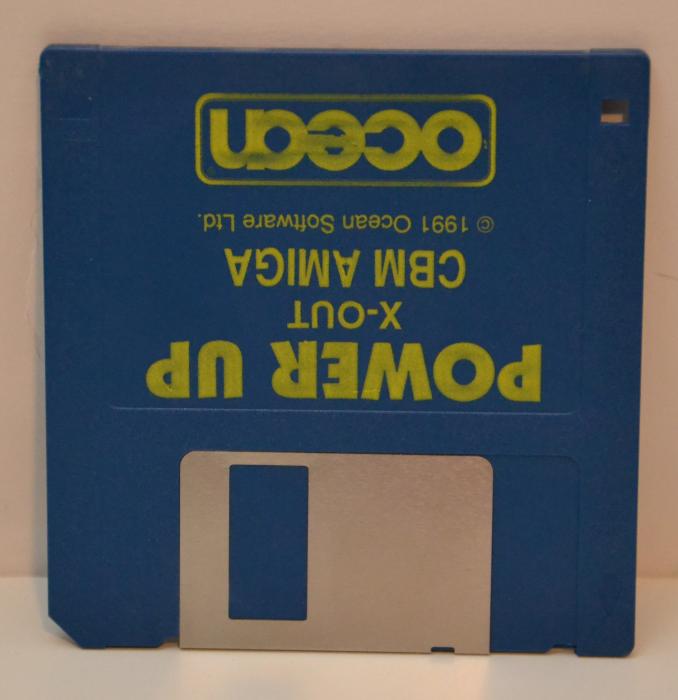 POWER UP
X-OUT
CBM AMIGA
© 1991 Ocean Software Ltd.
ocean